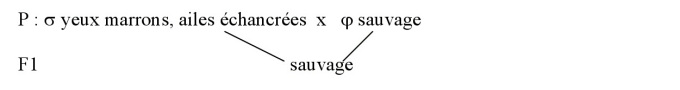 P : σ yeux marrons, ailes échancrées x φ sauvage
F1 sauvage